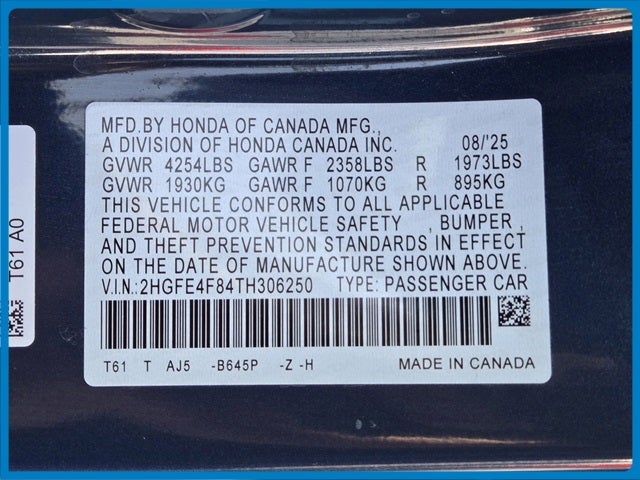 MFD.BY HONDA OF CANADA MFG.,
A DIVISION OF HONDA CANADA INC. 08/'25
GVWR 4254LBS GAWR F 2358LBS R 1973LBS
GVWR 1930KG GAWR F 1070KG R 895KG
THIS VEHICLE CONFORMS TO ALL APPLICABLE
FEDERAL MOTOR VEHICLE SAFETY , BUMPER ,
AND THEFT PREVENTION STANDARDS IN EFFECT
ON THE DATE OF MANUFACTURE SHOWN ABOVE.
V.I.N.:2HGFE4F84TH306250 TYPE: PASSENGER CAR
T61 T AJ5 -B645P -Z -H MADE IN CANADA
T61 A0